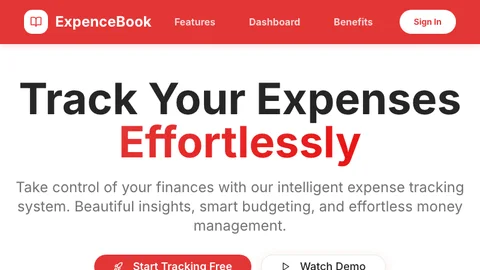 ExpenceBook
Features
Dashboard
Benefits
Sign In
Track Your Expenses
Effortlessly
Take control of your finances with our intelligent expense tracking
system. Beautiful insights, smart budgeting, and effortless money
management.
Start Tracking Free
Watch Demo